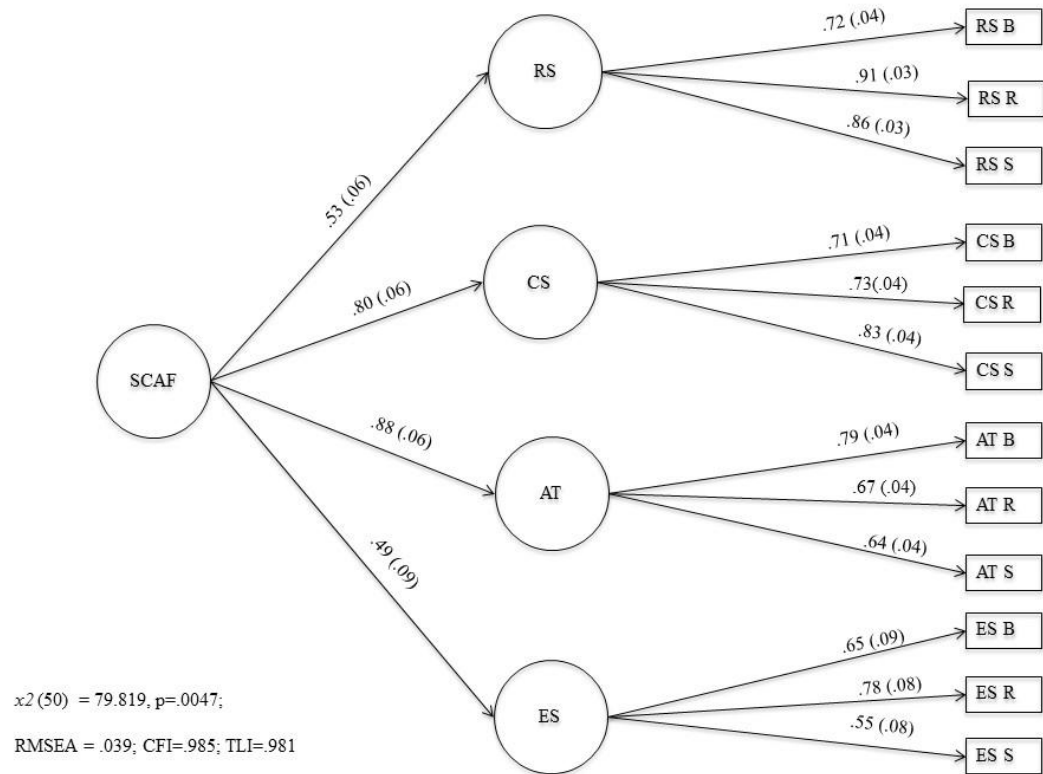 .72 (.04)
RS B
RS
.91 (.03)
RS R
.86 (.03)
RS S
.53 (.06)
.71 (.04)
CS B
CS
.73(.04)
CS R
.80 (.06)
.83 (.04)
CS S
SCAF
.88 (.06)
.79 (.04)
AT B
AT
.67 (.04)
AT R
.64 (.04)
AT S
.49 (.09)
.65 (.09)
ES B
ES
.78 (.08)
ES R
.55 (.08)
ES S
x2 (50) = 79.819, p=.0047;
RMSEA = .039; CFI=.985; TLI=.981